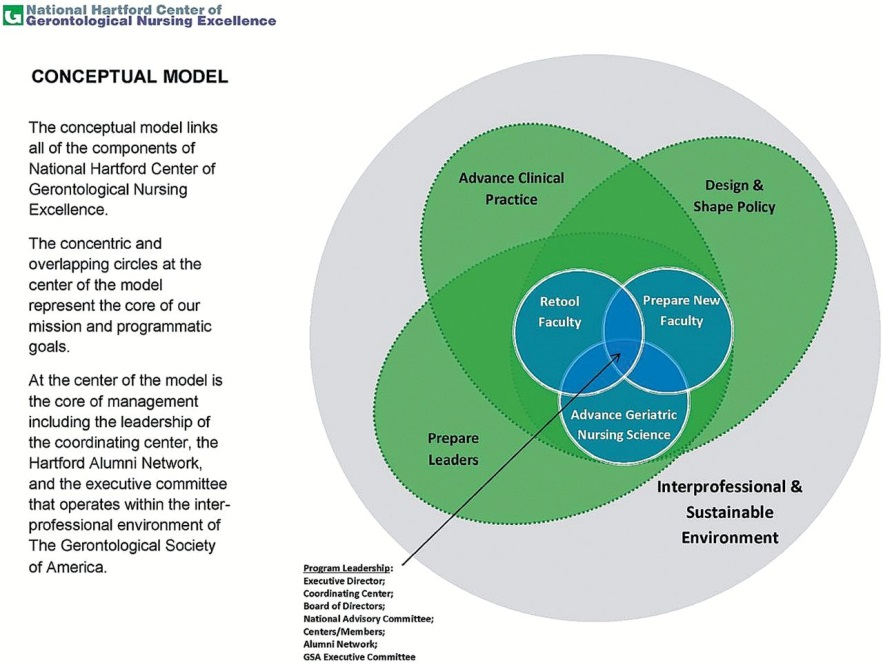 National Hartford Center of
Gerontological Nursing Excellence
CONCEPTUAL MODEL
The conceptual model links
all of the components of
National Hartford Center of
Gerontological Nursing
Excellence.
The concentric and
overlapping circles at the
center of the model
represent the core of our
mission and programmatic
goals.
At the center of the model is
the core of management
including the leadership of
the coordinating center, the
Hartford Alumni Network,
and the executive committee
that operates within the inter-
professional environment of
The Gerontological Society
of America.
Advance Clinical
Practice
Design &
Shape Policy
Retool
Faculty
Prepare New
Faculty
Advance Geriatric
Nursing Science
Prepare
Leaders
Interprofessional &
Sustainable
Environment
Program Leadership:
Executive Director;
Coordinating Center;
Board of Directors;
National Advisory Committee;
Centers/Members;
Alumni Network;
GSA Executive Committee